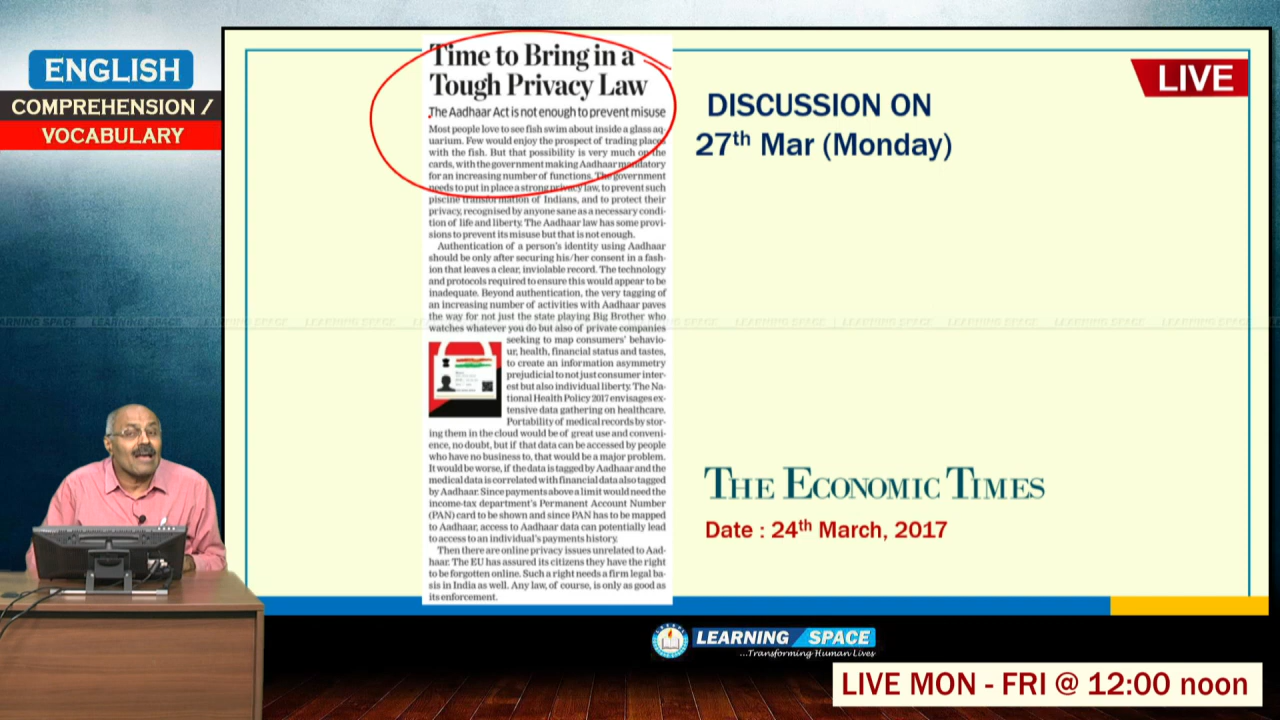 ENGLISH
COMPREHENSION /
VOCABULARY
Time to Bring in a
Tough Privacy Law
The Aadhaar Act is not enough to prevent misuse
Most people love to see fish swim about inside a glass aq-
uarium. Few would enjoy the prospect of trading places
with the fish. But that possibility is very much on the
cards, with the government making Aadhaar mandatory
for an increasing number of functions. The government
needs to put in place a strong privacy law, to prevent such
piscine transformation of Indians, and to protect their
privacy, recognised by anyone sane as a necessary condi-
tion of life and liberty. The Aadhaar law has some provi-
sions to prevent its misuse but that is not enough.
Authentication of a person's identity using Aadhaar
should be only after securing his/her consent in a fash-
ion that leaves a clear, inviolable record. The technology
and protocols required to ensure this would appear to be
inadequate. Beyond authentication, the very tagging of
an increasing number of activities with Aadhaar paves
the way for not just the state playing Big Brother who
watches whatever you do but also of private companies
seeking to map consumers' behavio-
ur, health, financial status and tastes,
to create an information asymmetry
prejudicial to not just consumer inter-
est but also individual liberty. The Na-
tional Health Policy 2017 envisages ex-
tensive data gathering on healthcare.
Portability of medical records by stor-
ing them in the cloud would be of great use and conveni-
ence, no doubt, but if that data can be accessed by people
who have no business to, that would be a major problem.
It would be worse, if the data is tagged by Aadhaar and the
medical data is correlated with financial data also tagged
by Aadhaar. Since payments above a limit would need the
income-tax department's Permanent Account Number
(PAN) card to be shown and since PAN has to be mapped
to Aadhaar, access to Aadhaar data can potentially lead
to access to an individual's payments history.
Then there are online privacy issues unrelated to Aad-
haar. The EU has assured its citizens they have the right
to be forgotten online. Such a right needs a firm legal ba-
sis in India as well. Any law, of course, is only as good as
its enforcement.
LIVE
DISCUSSION ON
27th Mar (Monday)
THE ECONOMIC TIMES
Date : 24th March, 2017
LEARNING SPACE
...Transforming Human Lives
LIVE MON - FRI @ 12:00 noon